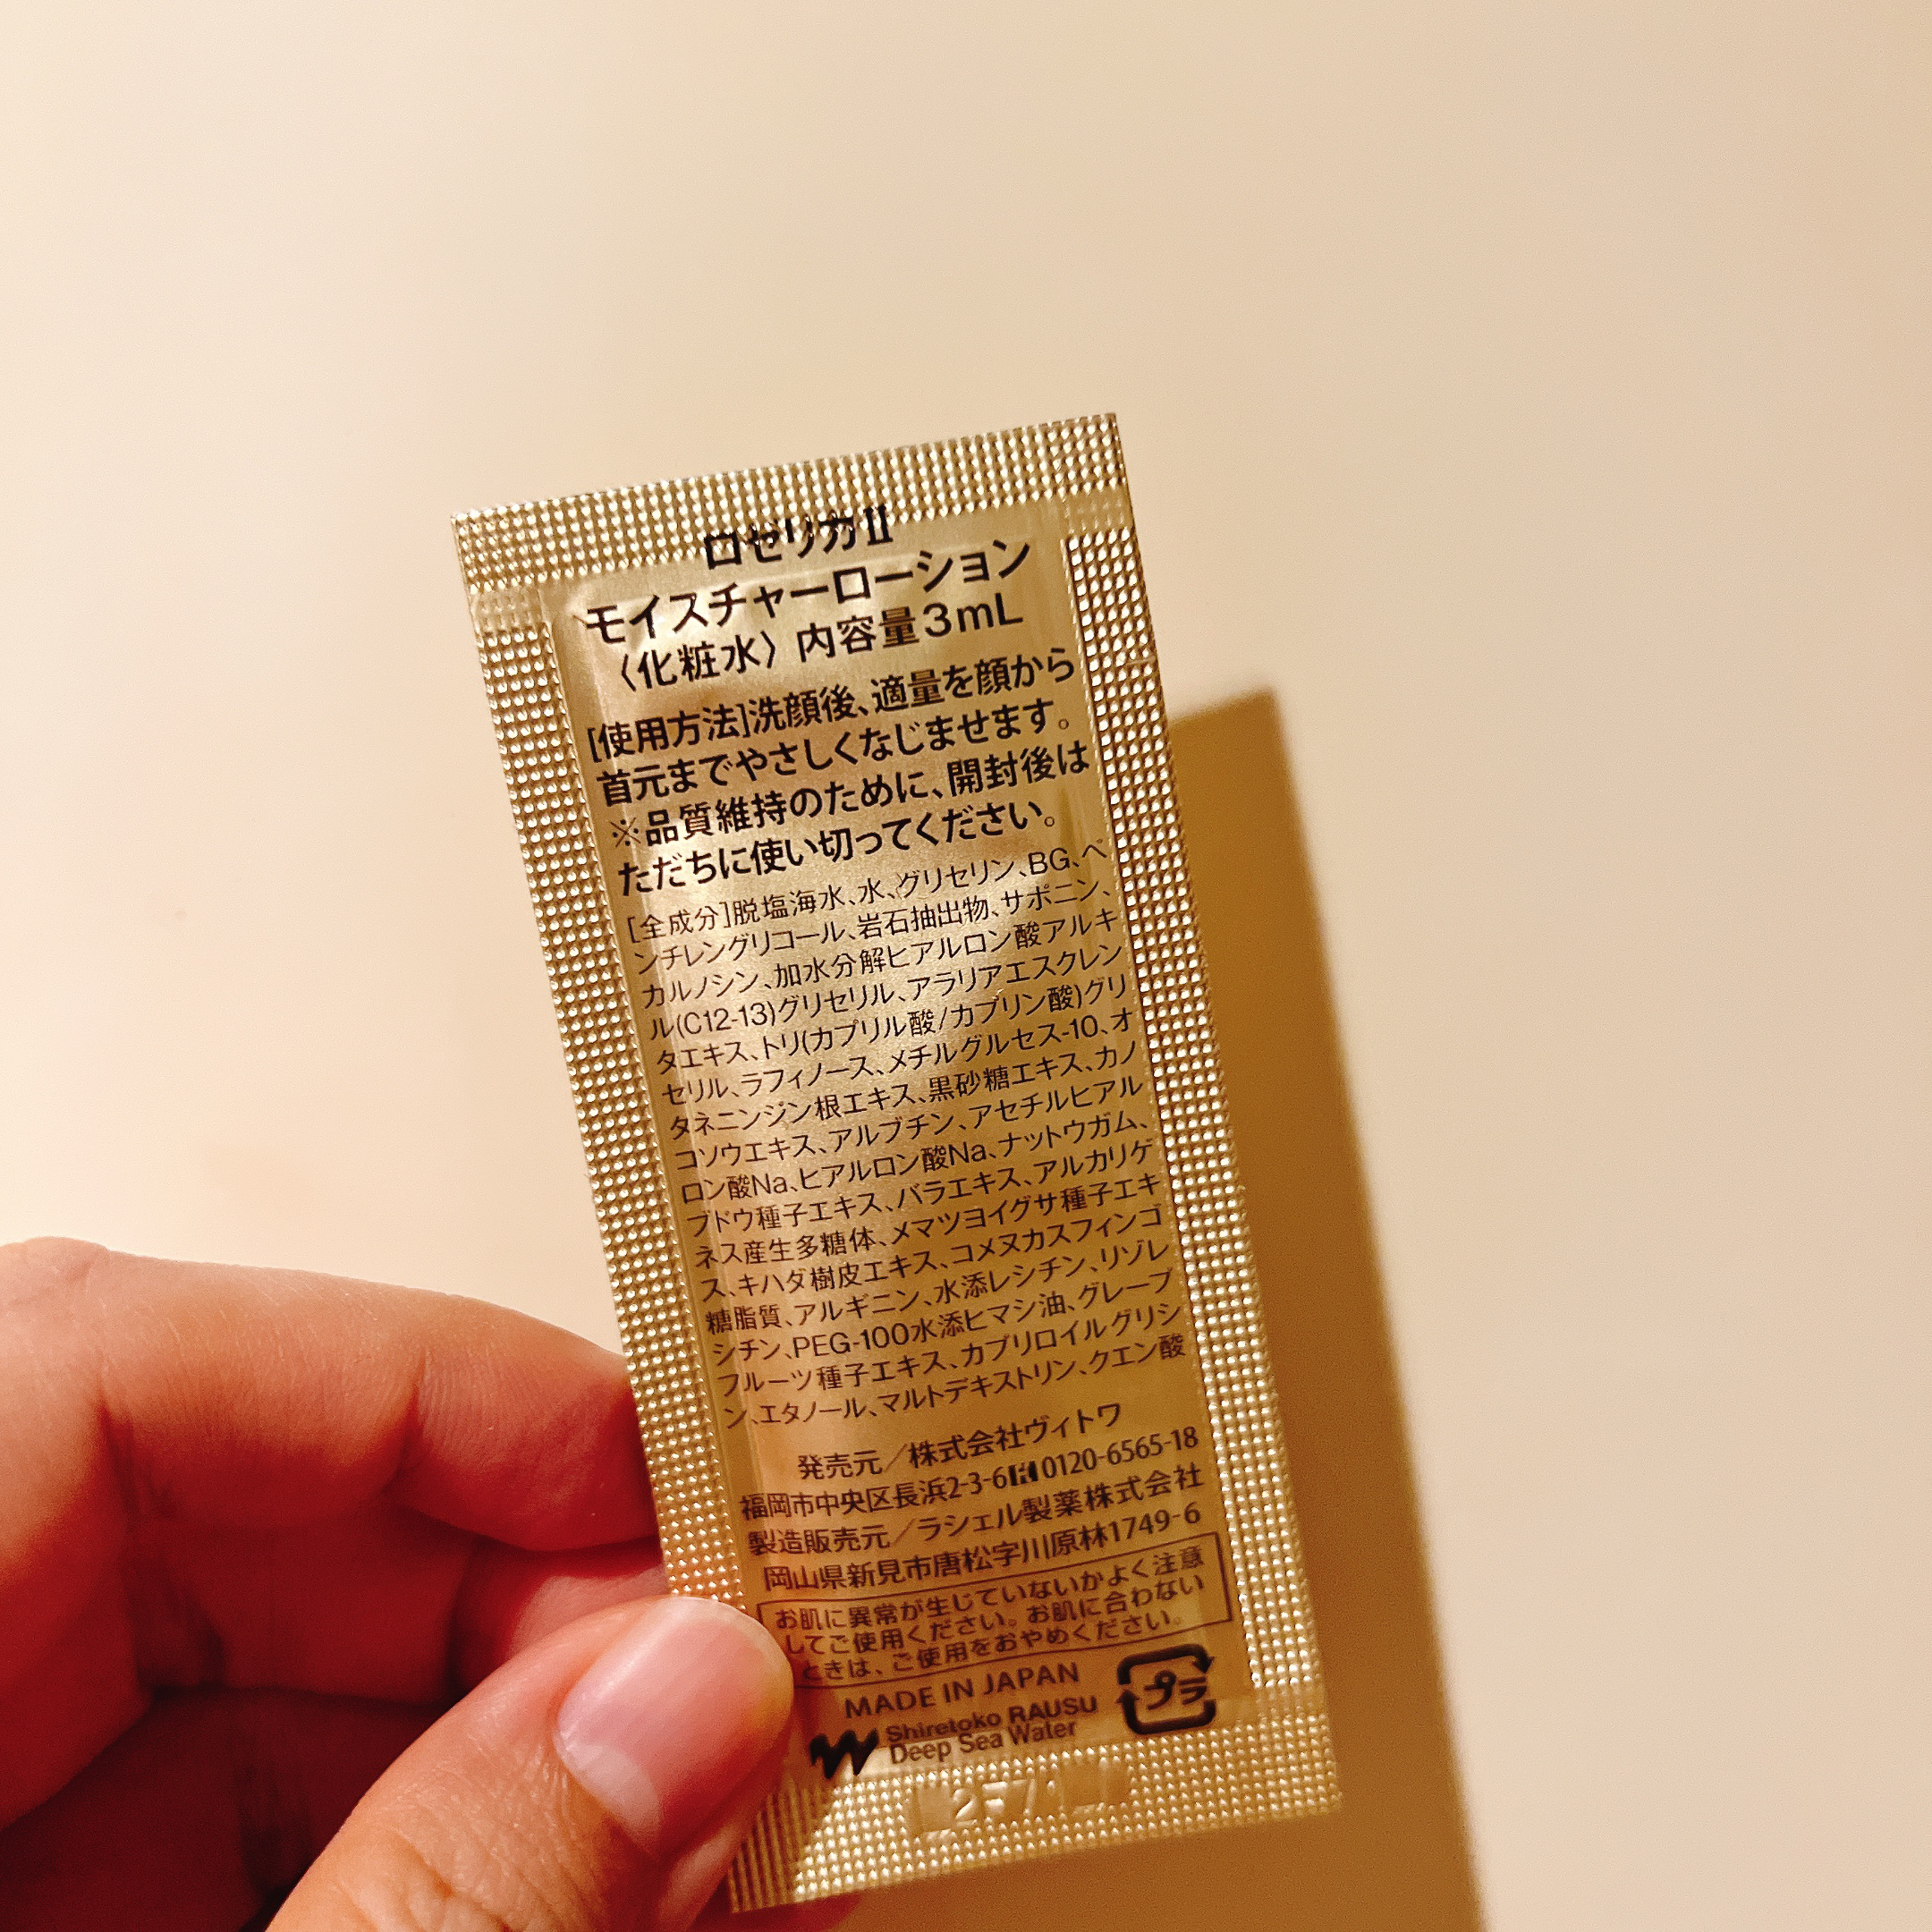 ロゼリカⅡ
モイスチャーローション
〈化粧水〉内容量3mL
[使用方法]洗顔後、適量を顔から
首元までやさしくなじませます。
※品質維持のために、開封後は
ただちに使い切ってください。
[全成分]脱塩海水、水、グリセリン、BG、ペ
ンチレングリコール、岩石抽出物、サポニン、
カルノシン、加水分解ヒアルロン酸アルキ
ル(C12-13)グリセリル、アラリアエスクレン
タエキス、トリ(カプリル酸/カプリン酸)グリ
セリル、ラフィノース、メチルグルセス-10、オ
タネニンジン根エキス、黒砂糖エキス、カノ
コソウエキス、アルブチン、アセチルヒアル
ロン酸Na、ヒアルロン酸Na、ナットウガム、
ブドウ種子エキス、バラエキス、アルカリゲ
ネス産生多糖体、メマツヨイグサ種子エキ
ス、キハダ樹皮エキス、コメヌカスフィンゴ
糖脂質、アルギニン、水添レシチン、リゾレ
シチン、PEG-100水添ヒマシ油、グレープ
フルーツ種子エキス、カプリロイルグリシ
ン、エタノール、マルトデキストリン、クエン酸
発売元／株式会社ヴィトワ
福岡市中央区長浜2-3-6 0120-6565-18
製造販売元／ラシェル製薬株式会社
岡山県新見市唐松字川原林1749-6
お肌に異常が生じていないかよく注意
してご使用ください。お肌に合わない
ときは、ご使用をおやめください。
MADE IN JAPAN
プラ
Shiretoko RAUSU
Deep Sea Water